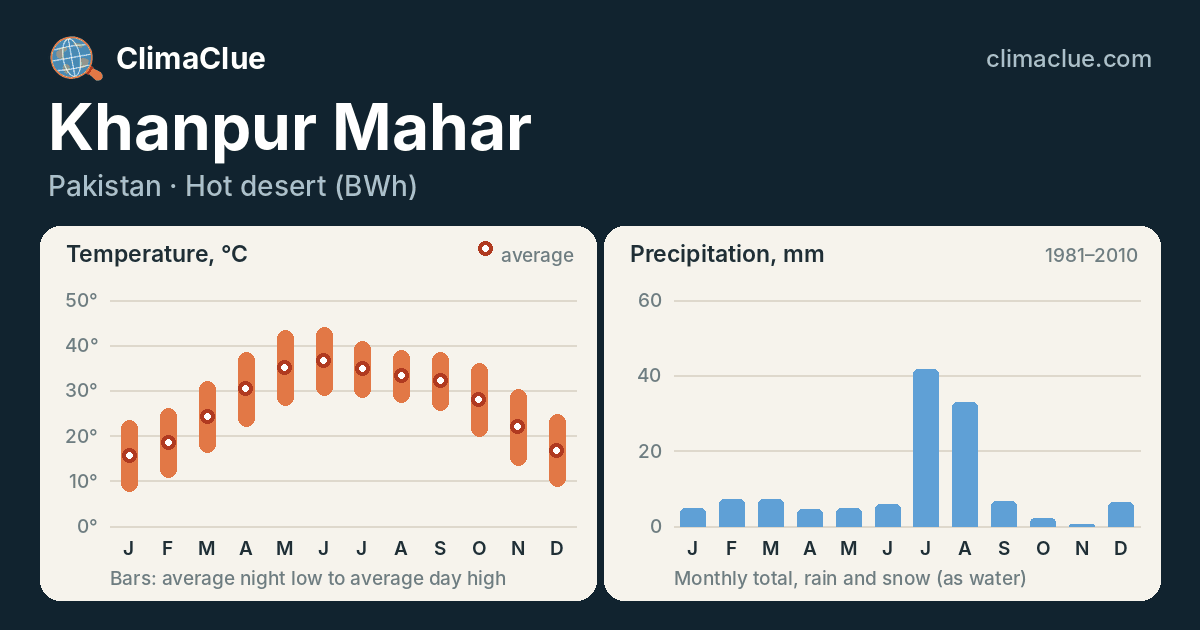 ClimaClue
climaclue.com
Khanpur Mahar
Pakistan · Hot desert (BWh)
Temperature, °C
average
50°
40°
30°
20°
10°
0°
J F M A M J J A S O N D
Bars: average night low to average day high
Precipitation, mm
1981–2010
60
40
20
0
J F M A M J J A S O N D
Monthly total, rain and snow (as water)